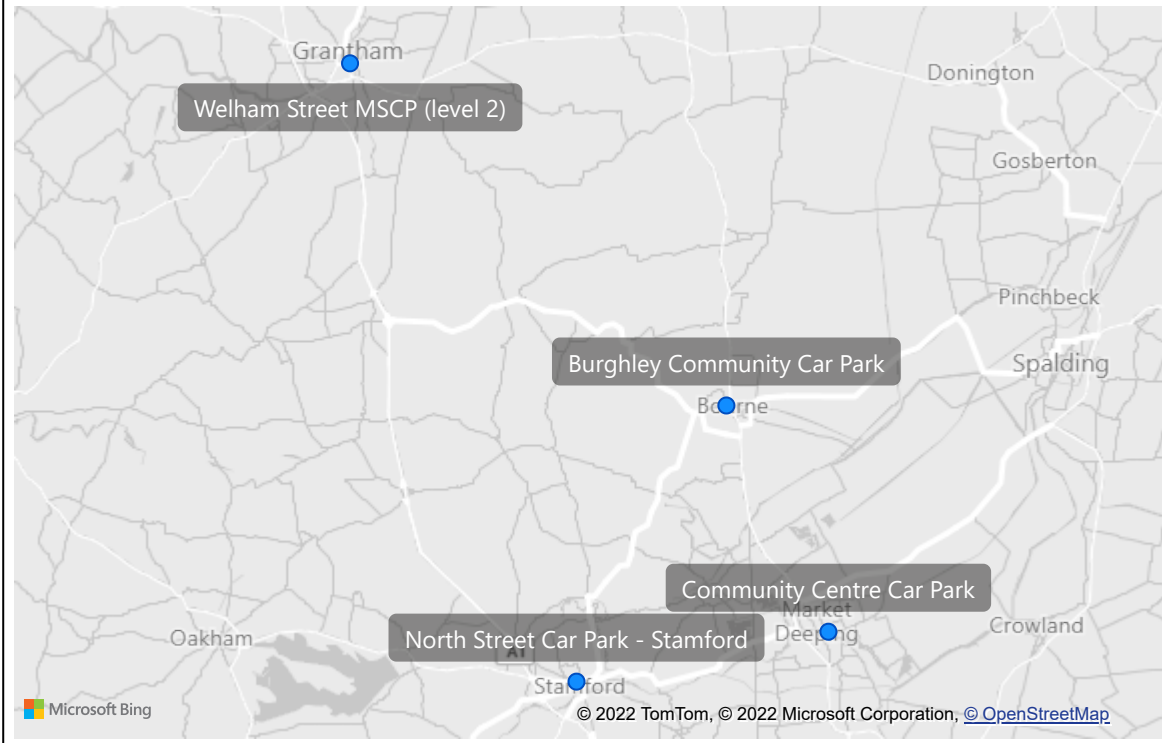 Grantham
Welham Street MSCP (level 2)
Donington
Gosberton
Pinchbeck
Spalding
Burghley Community Car Park
Bourne
Community Centre Car Park
Market
Deeping
Crowland
Oakham
North Street Car Park - Stamford
A1
Stamford
Microsoft Bing
© 2022 TomTom, © 2022 Microsoft Corporation, © OpenStreetMap